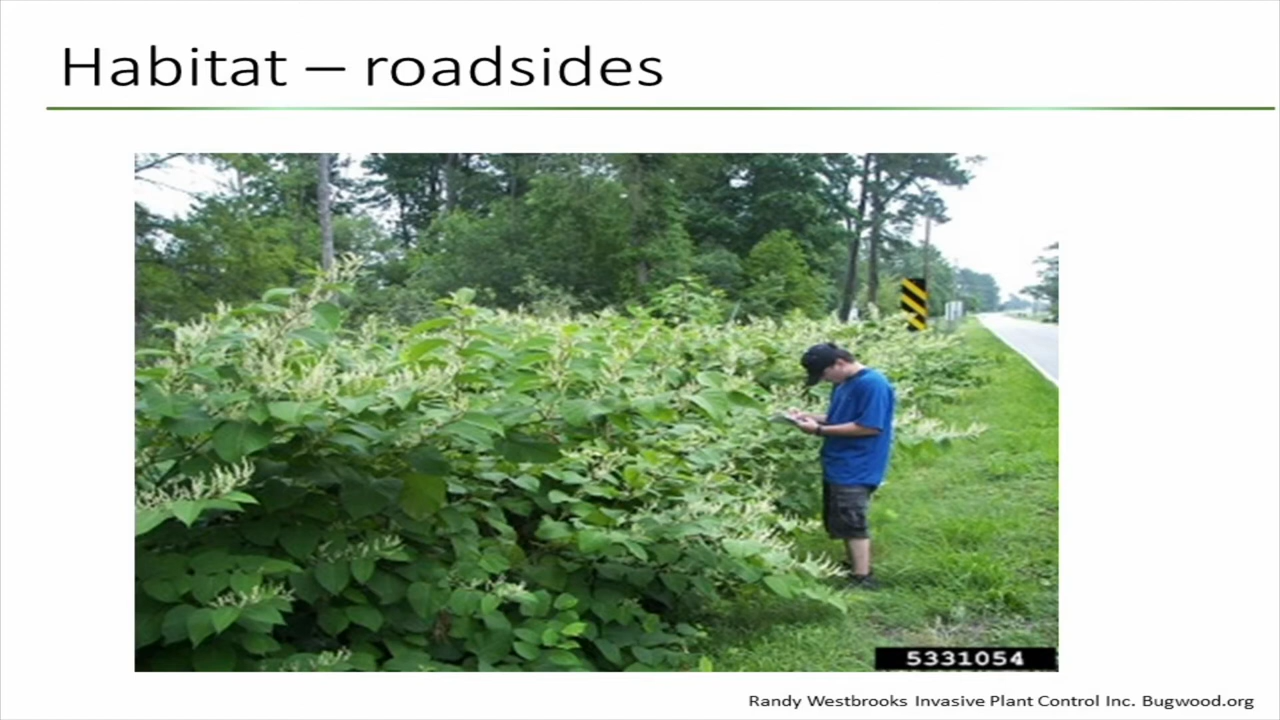 Habitat – roadsides
5331054
Randy Westbrooks Invasive Plant Control Inc. Bugwood.org